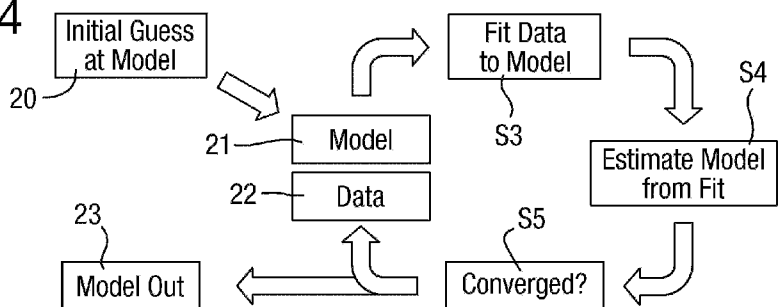 4
Initial Guess
at Model
20
Fit Data
to Model
S3
S4
21
Model
22
Data
Estimate Model
from Fit
23
Model Out
S5
Converged?